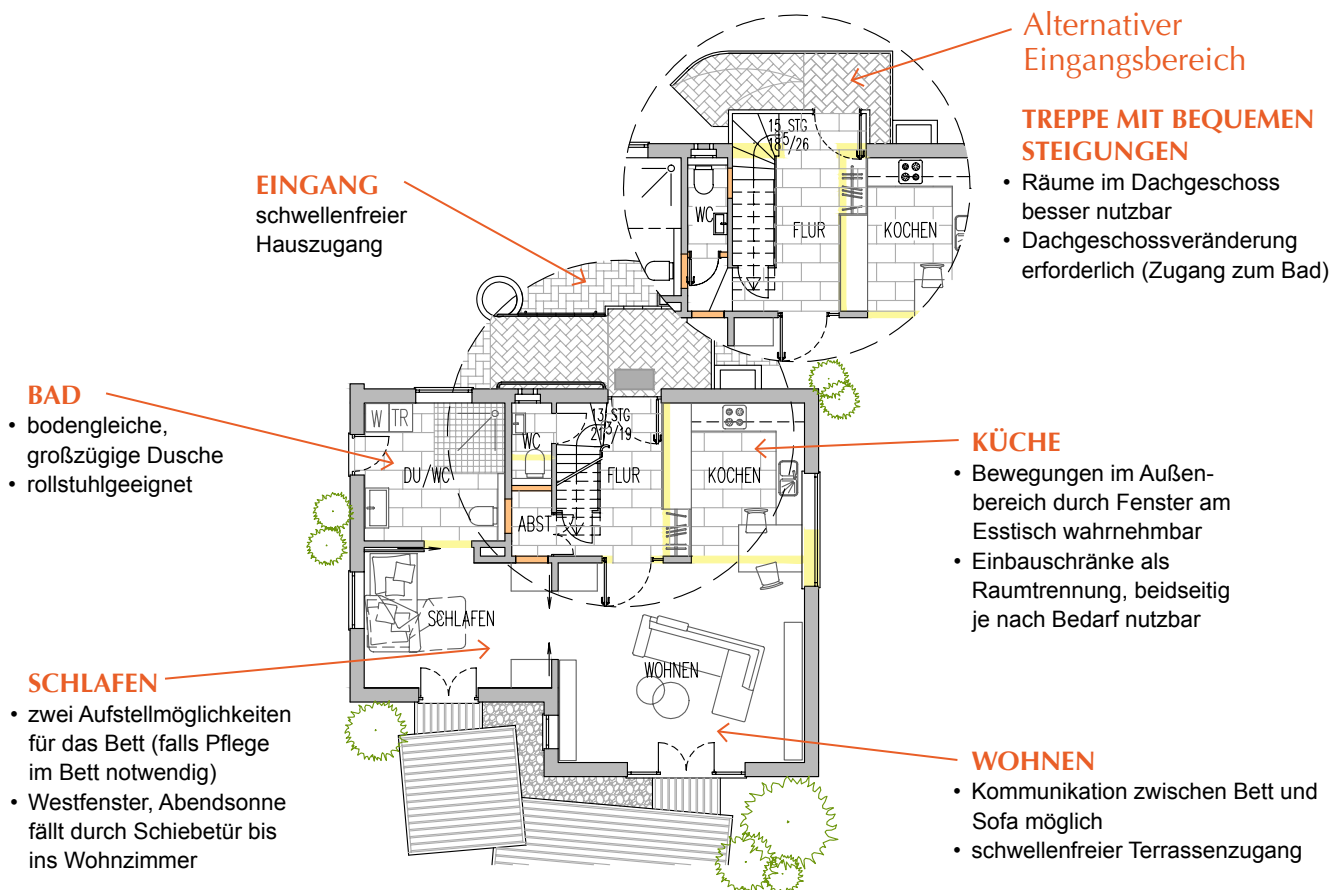 Alternativer
Eingangsbereich
TREPPE MIT BEQUEMEN
STEIGUNGEN
• Räume im Dachgeschoss
besser nutzbar
• Dachgeschossveränderung
erforderlich (Zugang zum Bad)
15 STG
18⁵/26
WC
FLUR
KOCHEN
EINGANG
schwellenfreier
Hauszugang
BAD
• bodengleiche,
großzügige Dusche
• rollstuhlgeeignet
W TR
DU/WC
WC
13 STG
21³/19
FLUR
KOCHEN
ABST
SCHLAFEN
WOHNEN
KÜCHE
• Bewegungen im Außen-
bereich durch Fenster am
Esstisch wahrnehmbar
• Einbauschränke als
Raumtrennung, beidseitig
je nach Bedarf nutzbar
SCHLAFEN
• zwei Aufstellmöglichkeiten
für das Bett (falls Pflege
im Bett notwendig)
• Westfenster, Abendsonne
fällt durch Schiebetür bis
ins Wohnzimmer
WOHNEN
• Kommunikation zwischen Bett und
Sofa möglich
• schwellenfreier Terrassenzugang